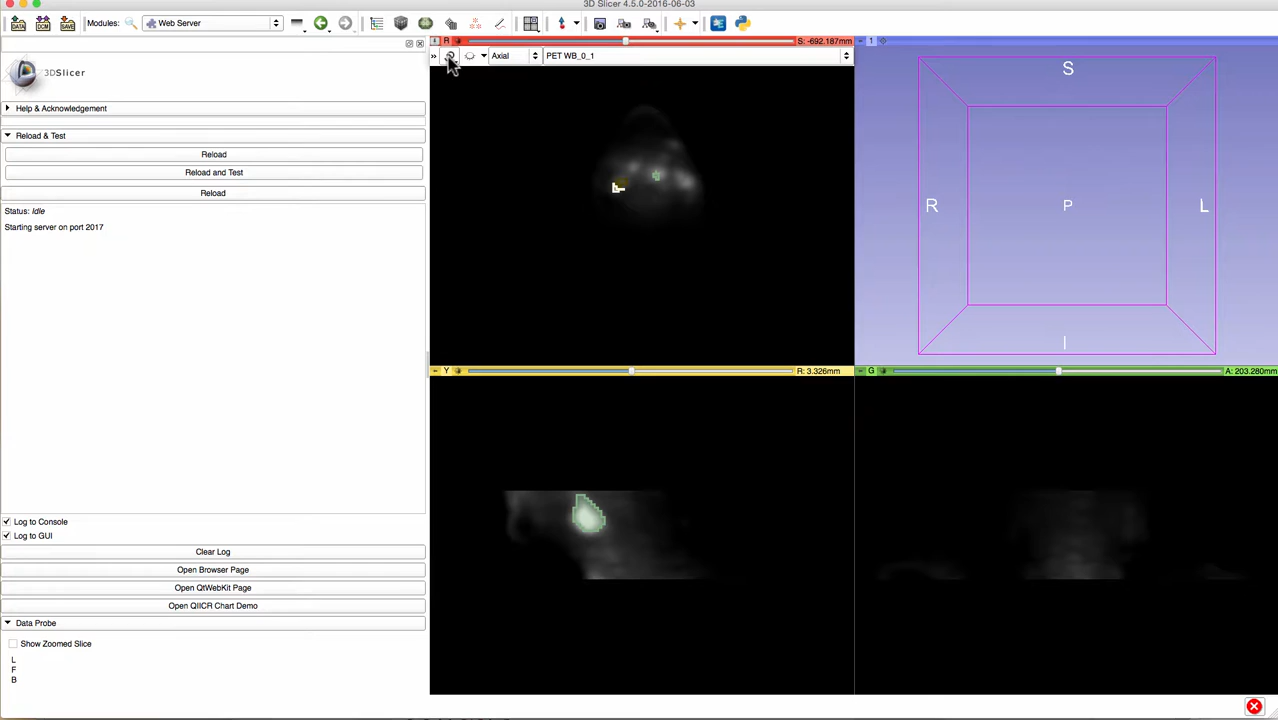 3D Slicer 4.5.0-2016-06-03
DATA DCM SAVE Modules: Web Server
3DSlicer
Help & Acknowledgement
Reload & Test
Reload
Reload and Test
Reload
Status: Idle
Starting server on port 2017
Log to Console
Log to GUI
Clear Log
Open Browser Page
Open QtWebKit Page
Open QIICR Chart Demo
Data Probe
Show Zoomed Slice
L
F
B
R S: -692.187mm
Axial PET WB_0_1
1
S
R P L
I
Y R: 3.326mm
G A: 203.280mm